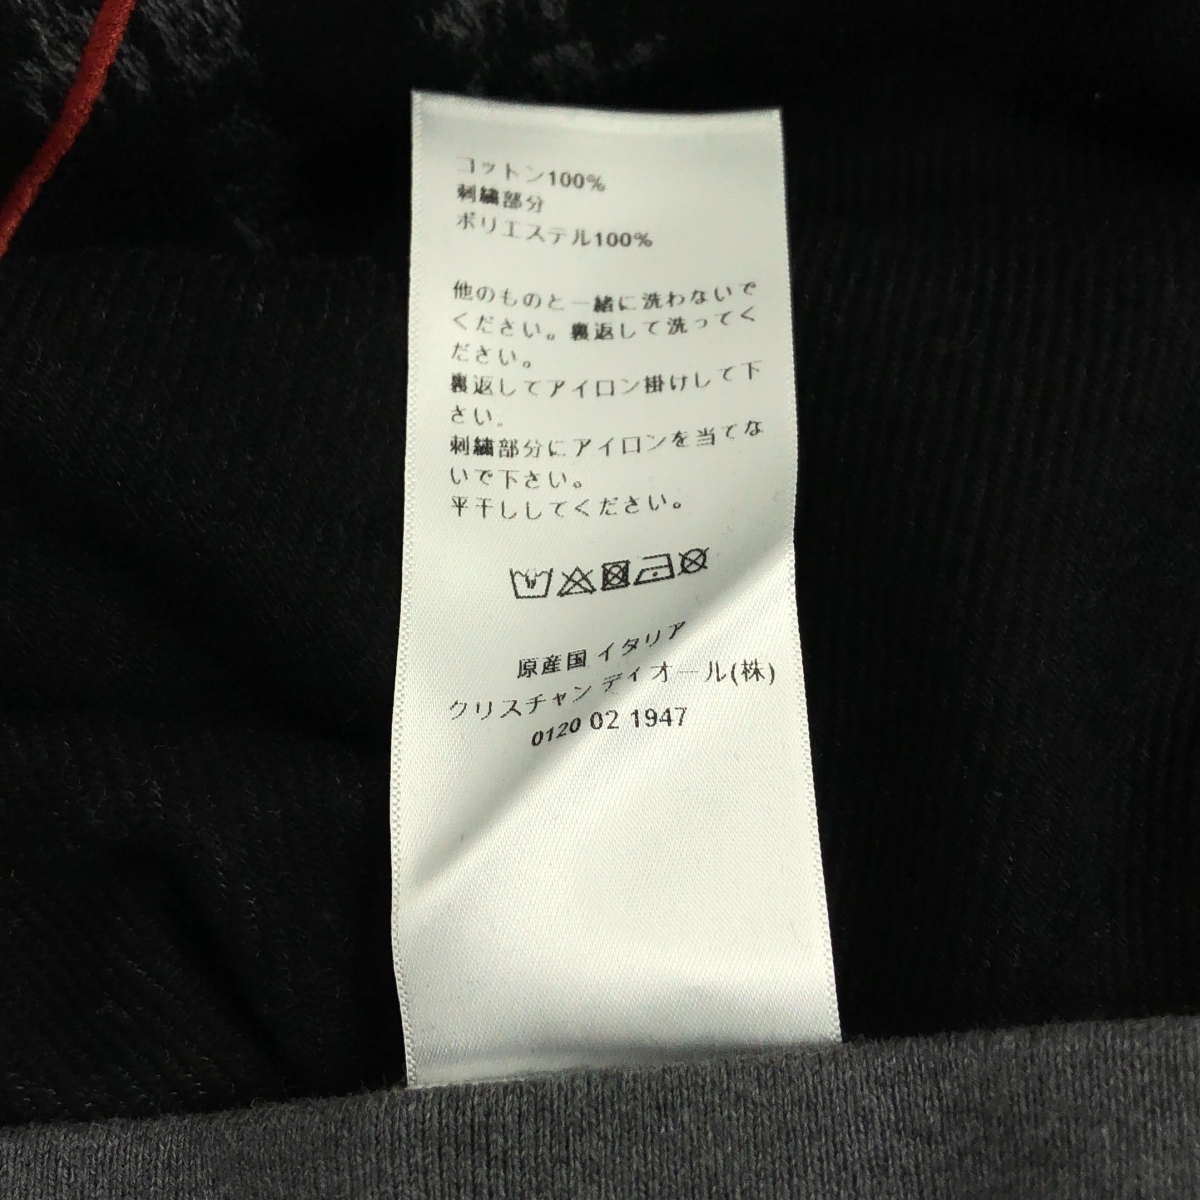 コットン100%
刺繍部分
ポリエステル100%
他のものと一緒に洗わないで
ください。裏返して洗ってく
ださい。
裏返してアイロン掛けして下
さい。
刺繍部分にアイロンを当てな
いで下さい。
平干ししてください。
原産国 イタリア
クリスチャン ディオール(株)
0120 02 1947